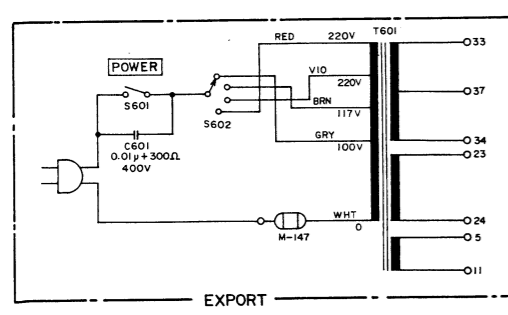 RED 220V T601
33
POWER
VIO
220V
37
S601
BRN
117V
S602
GRY
100V
34
C601
0.01μ+300Ω
400V
23
WHT
0
24
M-147
5
11
EXPORT